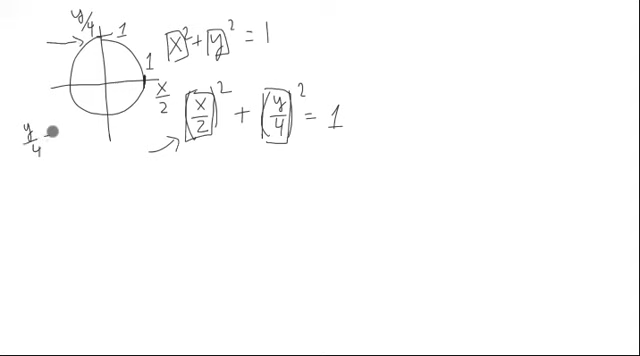 y/4
1
x² + y² = 1
1
x/2
(x/2)² + (y/4)² = 1
y/4 =